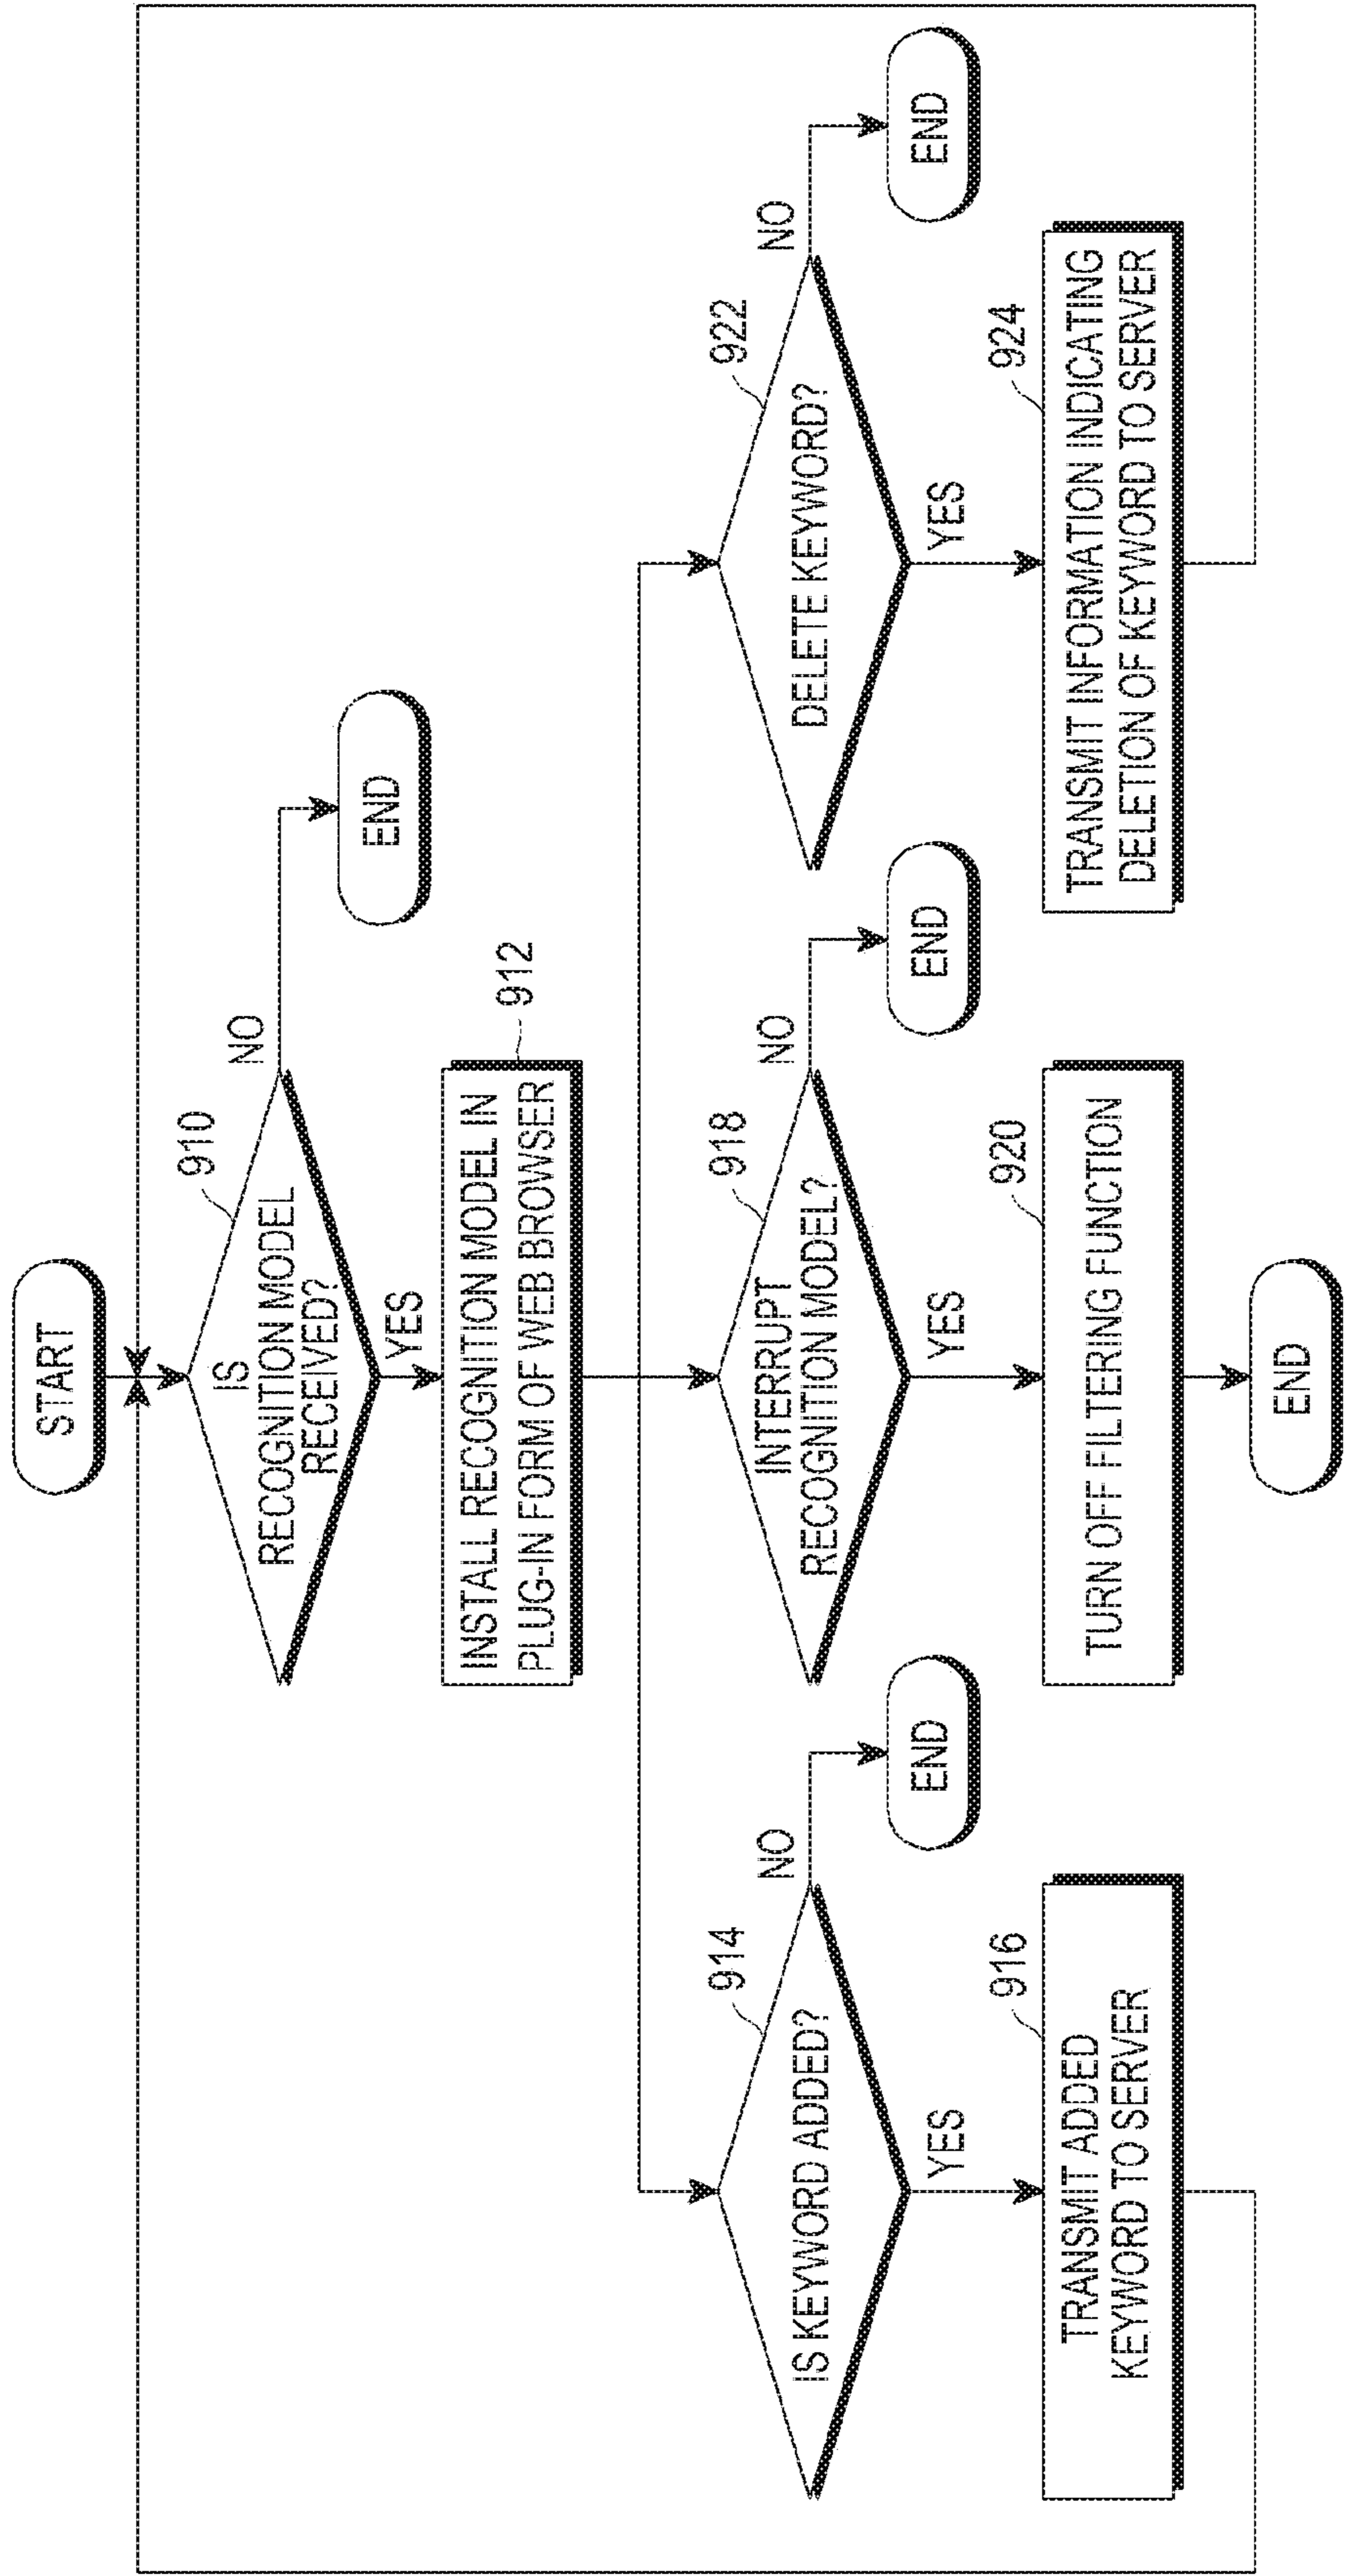 START
910
IS
RECOGNITION MODEL
RECEIVED?
NO
END
YES
912
INSTALL RECOGNITION MODEL IN
PLUG-IN FORM OF WEB BROWSER
914
IS KEYWORD ADDED?
NO
END
YES
916
TRANSMIT ADDED
KEYWORD TO SERVER
918
INTERRUPT
RECOGNITION MODEL?
NO
END
YES
920
TURN OFF FILTERING FUNCTION
END
922
DELETE KEYWORD?
NO
END
YES
924
TRANSMIT INFORMATION INDICATING
DELETION OF KEYWORD TO SERVER